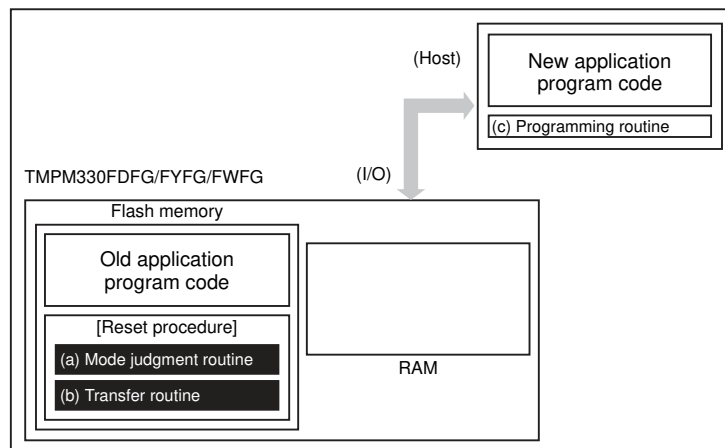 (Host)
New application
program code
(c) Programming routine
TMPM330FDFG/FYFG/FWFG
(I/O)
Flash memory
Old application
program code
[Reset procedure]
(a) Mode judgment routine
(b) Transfer routine
RAM